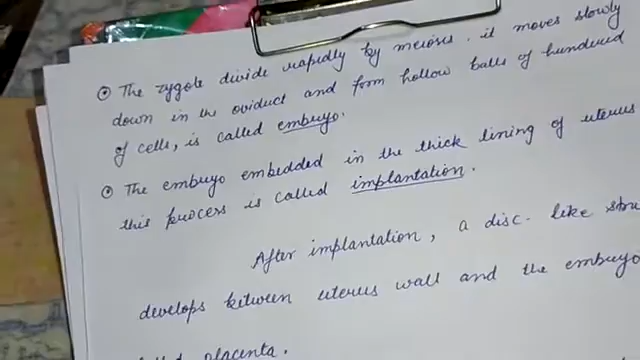 The zygote divide rapidly by meiosis. it moves slowly
down in the oviduct and form hollow balls of hundred
of cells, is called embryo.
The embryo embedded in the thick lining of uterus
this process is called implantation.
After implantation, a disc-like
develops between uterus wall and the embryo
placenta.